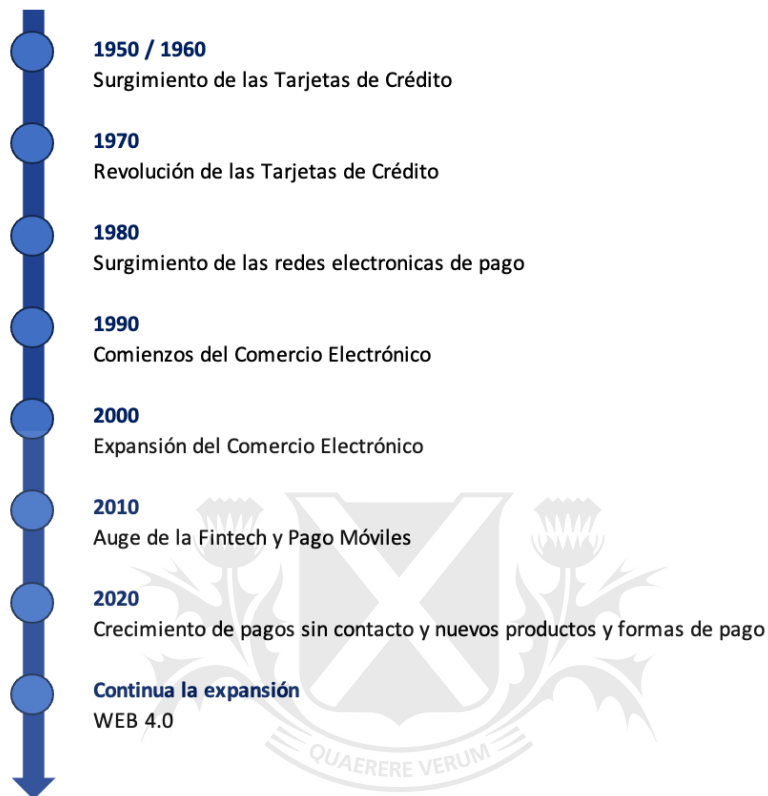 1950 / 1960
Surgimiento de las Tarjetas de Crédito
1970
Revolución de las Tarjetas de Crédito
1980
Surgimiento de las redes electronicas de pago
1990
Comienzos del Comercio Electrónico
2000
Expansión del Comercio Electrónico
2010
Auge de la Fintech y Pago Móviles
2020
Crecimiento de pagos sin contacto y nuevos productos y formas de pago
Continua la expansión
WEB 4.0
QUAERERE VERUM